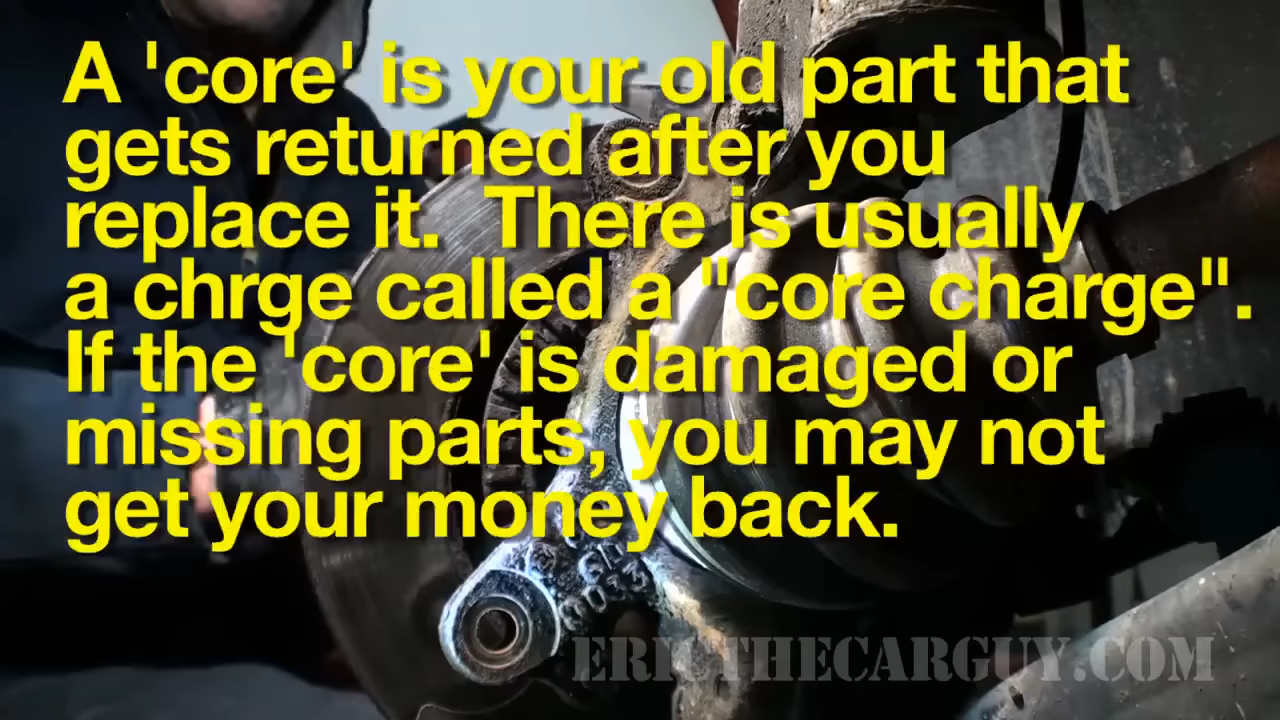 A 'core' is your old part that
gets returned after you
replace it.  There is usually
a chrge called a "core charge".
If the 'core' is damaged or
missing parts, you may not
get your money back.
ERICTHECARGUY.COM